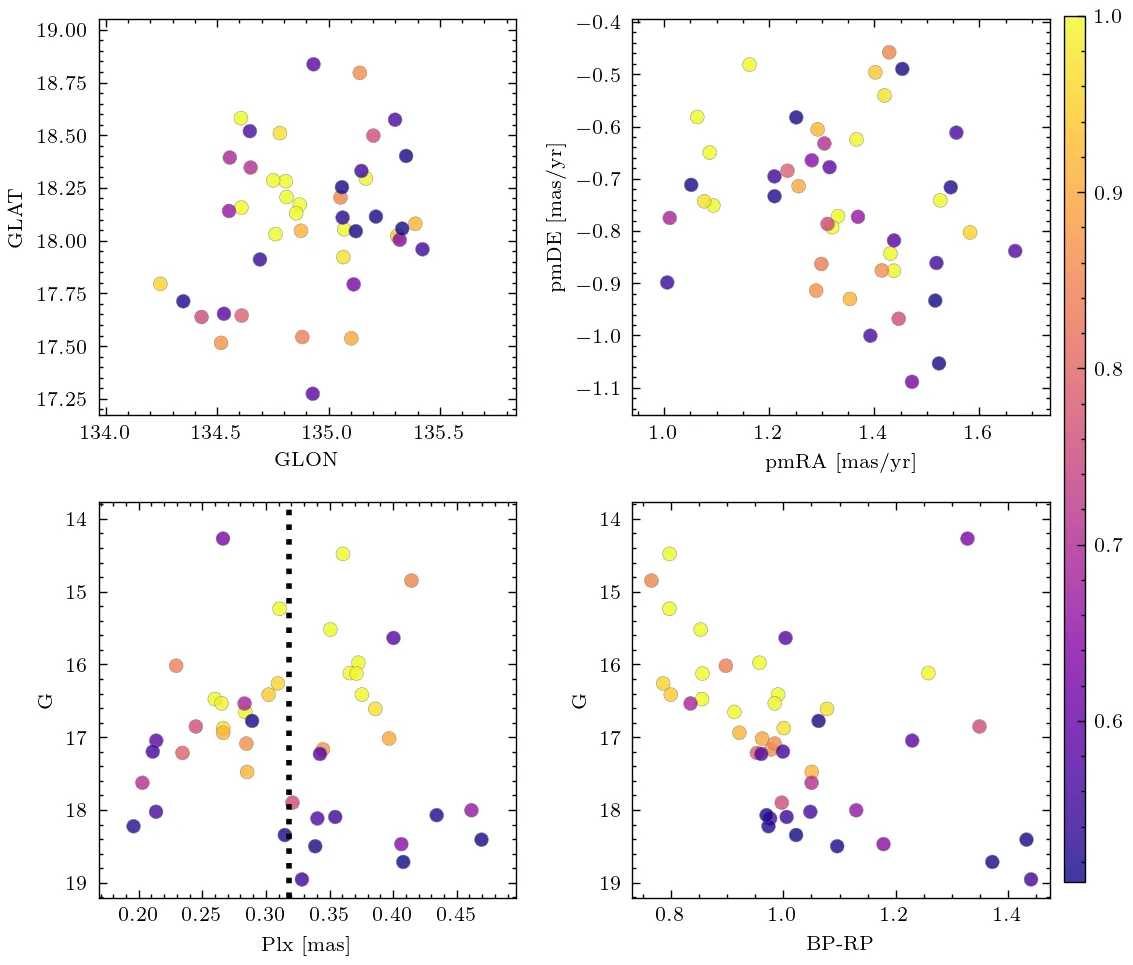 19.00
18.75
18.50
18.25
18.00
17.75
17.50
17.25
GLAT
134.0 134.5 135.0 135.5
GLON
−0.4
−0.5
−0.6
−0.7
−0.8
−0.9
−1.0
−1.1
pmDE [mas/yr]
1.0 1.2 1.4 1.6
pmRA [mas/yr]
14
15
16
17
18
19
G
0.20 0.25 0.30 0.35 0.40 0.45
Plx [mas]
14
15
16
17
18
19
G
0.8 1.0 1.2 1.4
BP-RP
1.0
0.9
0.8
0.7
0.6